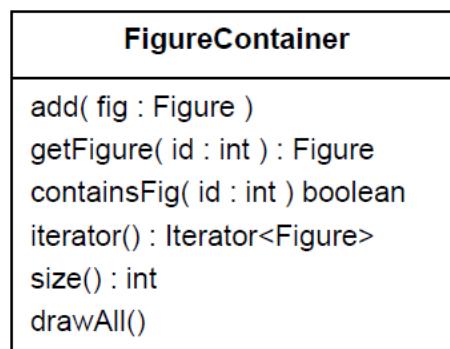 FigureContainer
add( fig : Figure )
getFigure( id : int ) : Figure
containsFig( id : int ) boolean
iterator() : Iterator<Figure>
size() : int
drawAll()